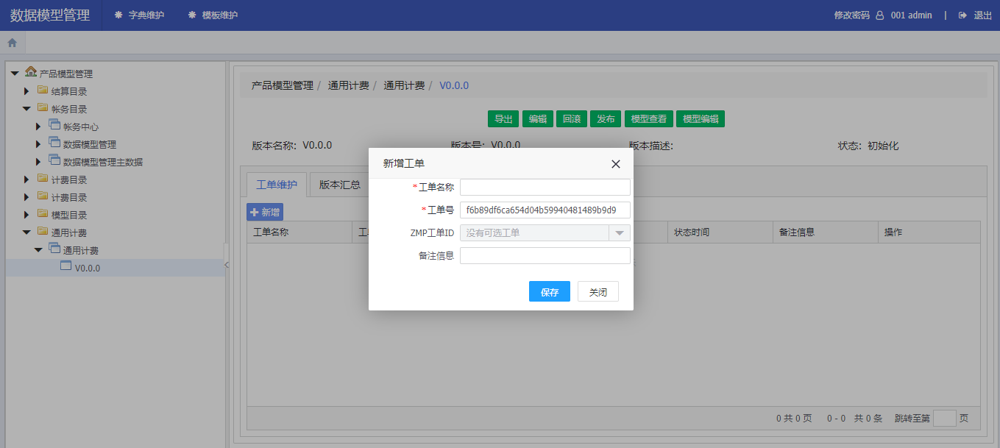 数据模型管理 字典维护 模板维护 修改密码 001 admin | 退出
产品模型管理
结算目录
帐务目录
帐务中心
数据模型管理
数据模型管理主数据
计费目录
计费目录
模型目录
通用计费
通用计费
V0.0.0
产品模型管理 / 通用计费 / 通用计费 / V0.0.0
导出 编辑 回滚 发布 模型查看 模型编辑
版本名称: V0.0.0 版本号: V0.0.0 版本描述: 状态: 初始化
工单维护 版本汇总
新增
工单名称 工 状态时间 备注信息 操作
0 共 0 页 0 - 0 共 0 条 跳转至第 页
新增工单
*工单名称
*工单号 f6b89df6ca654d04b59940481489b9d9
ZMP工单ID 没有可选工单
备注信息
保存 关闭